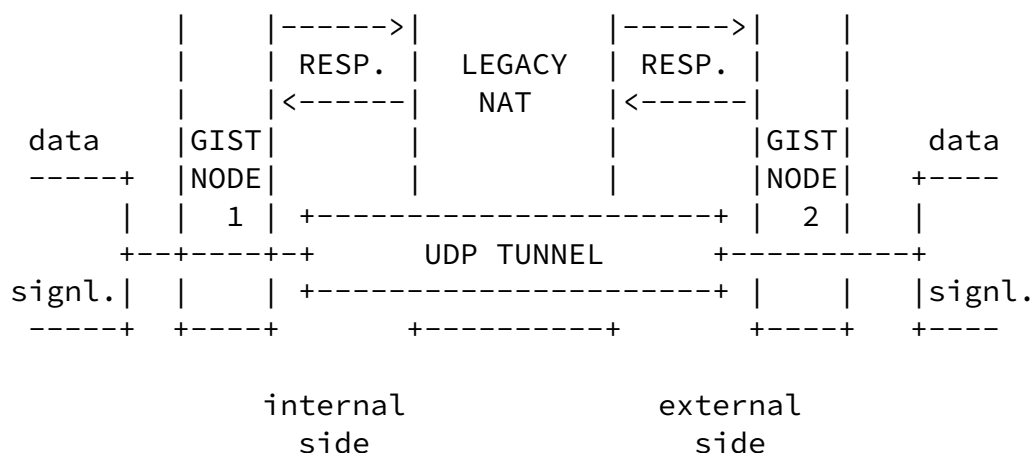 |      |------>|            |------>|     |
|      | RESP. |   LEGACY   | RESP. |     |
|      |<------|    NAT     |<------|     |
data     |GIST|        |            |        |GIST|     data
-----+   |NODE|        |            |        |NODE|    +----
|  |  1 | +----------------------+ |  2 |    |
+--+----+-+      UDP TUNNEL      +----------+
signl.|  |    | +----------------------+ |    |    |signl.
-----+  +----+       +----------+       +----+   +----
internal                external
side                    side